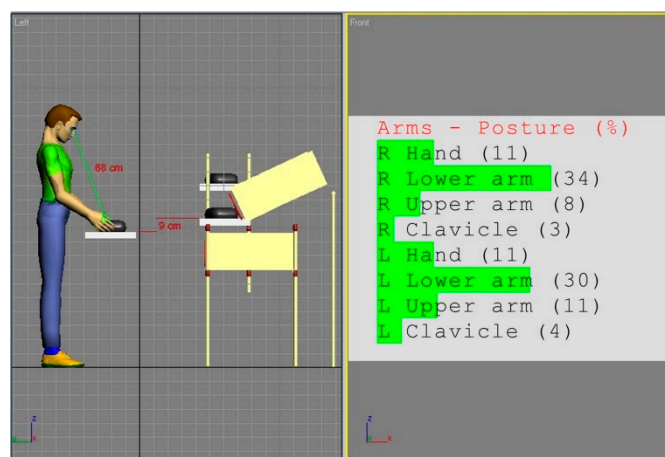 Left
66 cm
9 cm
z
x
Front
Arms - Posture (%)
R Hand (11)
R Lower arm (34)
R Upper arm (8)
R Clavicle (3)
L Hand (11)
L Lower arm (30)
L Upper arm (11)
L Clavicle (4)
z
x